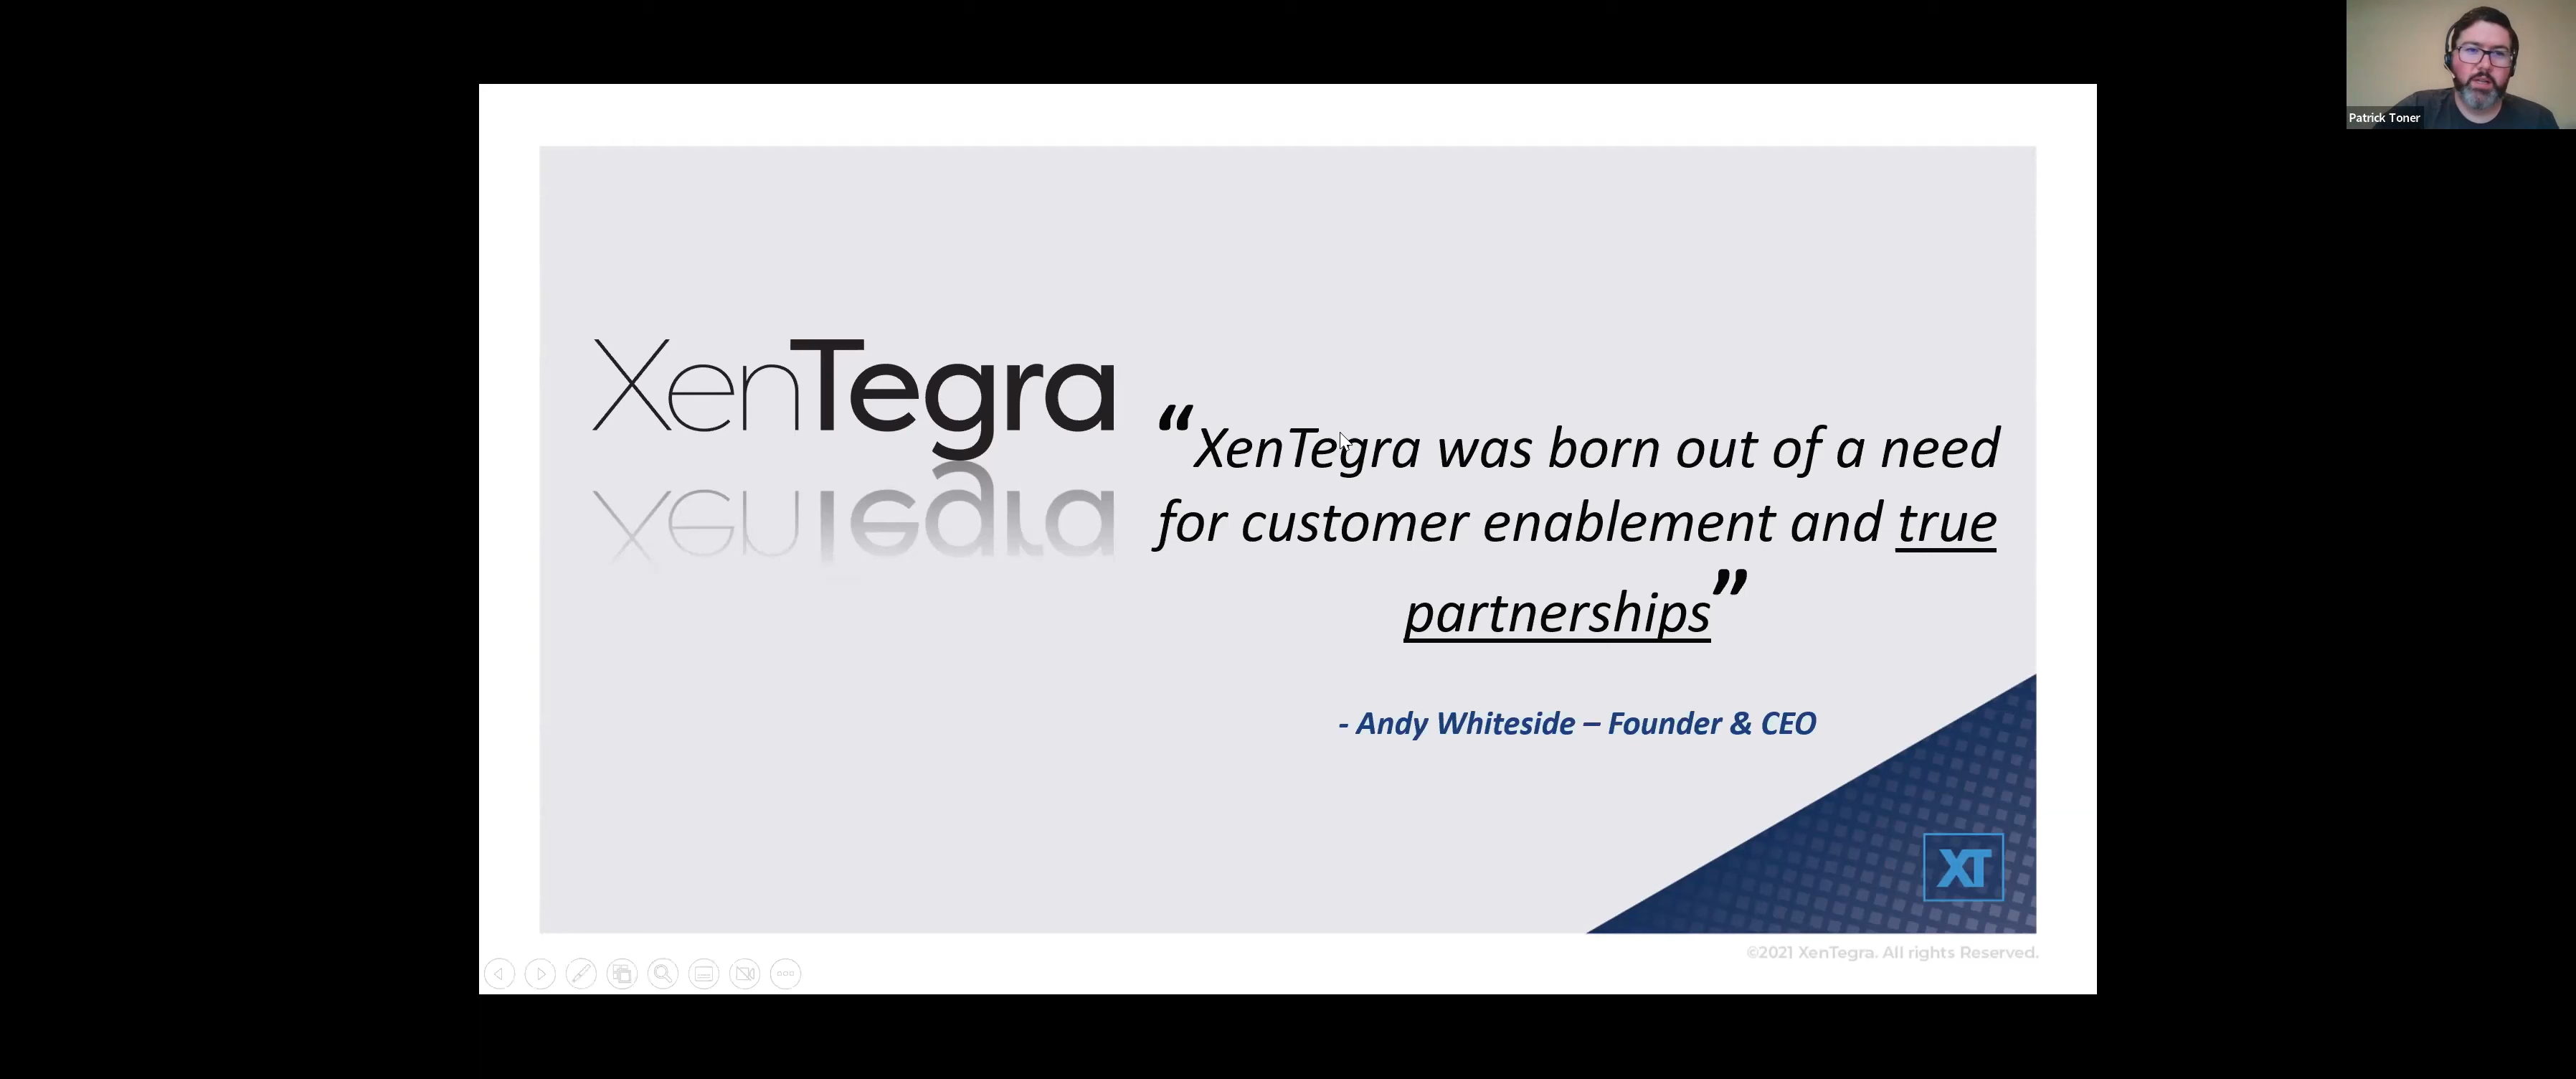 Patrick Toner
XenTegra
“XenTegra was born out of a need
for customer enablement and true
partnerships”
- Andy Whiteside – Founder & CEO
XT
©2021 XenTegra. All rights Reserved.